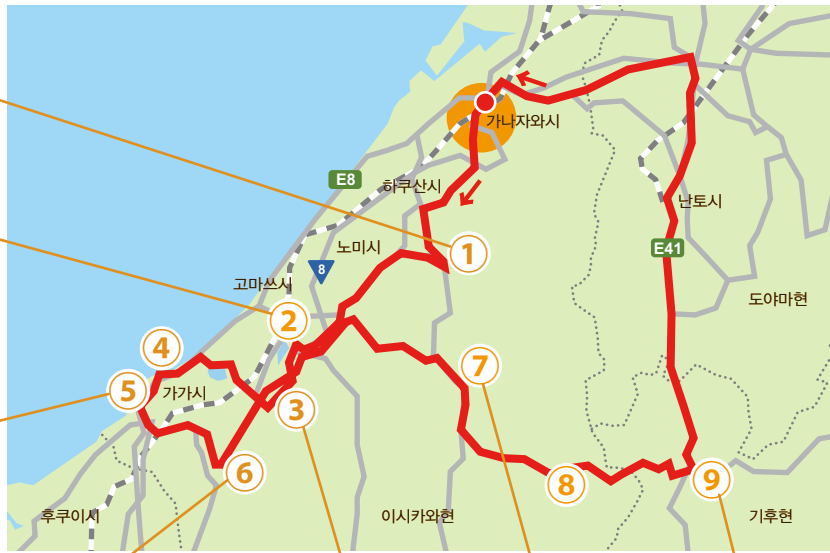 가나자와시
하쿠산시
E8
난토시
노미시
1
E41
8
고마쓰시
도야마현
2
4
7
5
가가시
3
6
9
8
후쿠이시
이시카와현
기후현